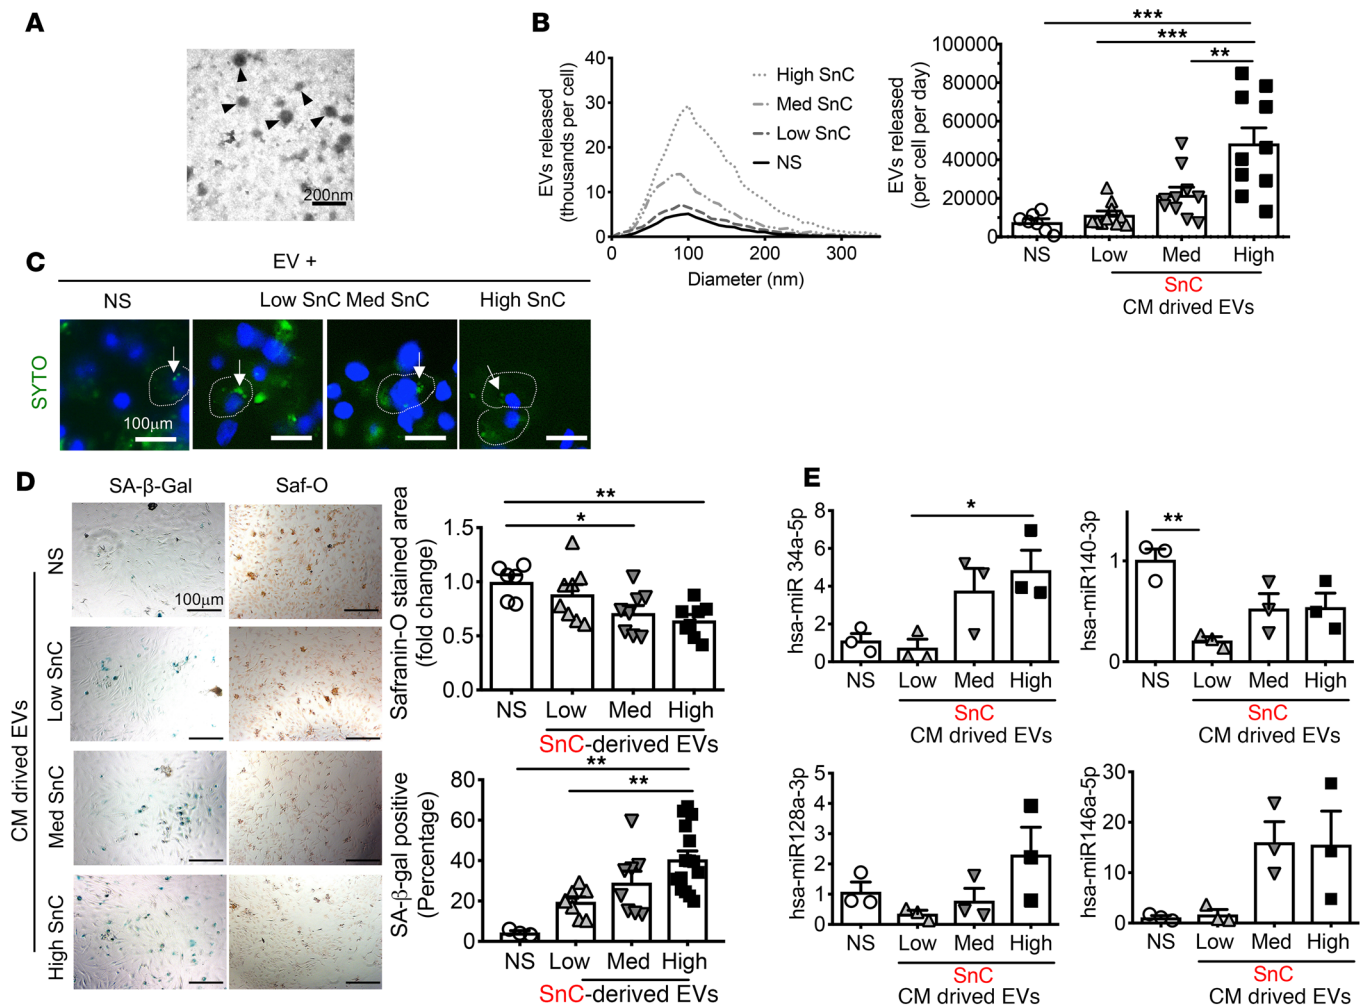 A
200nm
B
EVs released
(thousands per cell)
40
30
20
10
0
0 100 200 300
Diameter (nm)
High SnC
Med SnC
Low SnC
NS
EVs released
(per cell per day)
100000
80000
60000
40000
20000
0
***
***
**
NS Low Med High
SnC
CM drived EVs
C
EV +
NS Low SnC Med SnC High SnC
SYTO
100μm
D
SA-β-Gal Saf-O
CM drived EVs
NS
100μm
Low SnC
Med SnC
High SnC
Safranin-O stained area
(fold change)
1.5
1.0
0.5
0.0
**
*
NS Low Med High
SnC-derived EVs
SA-β-gal positive
(Percentage)
80
60
40
20
0
**
**
NS Low Med High
SnC-derived EVs
E
hsa-miR 34a-5p
8
6
4
2
0
*
NS Low Med High
SnC
CM drived EVs
hsa-miR140-3p
1
0
**
NS Low Med High
SnC
CM drived EVs
hsa-miR128a-3p
5
4
3
2
1
0
NS Low Med High
SnC
CM drived EVs
hsa-miR146a-5p
30
20
10
0
NS Low Med High
SnC
CM drived EVs